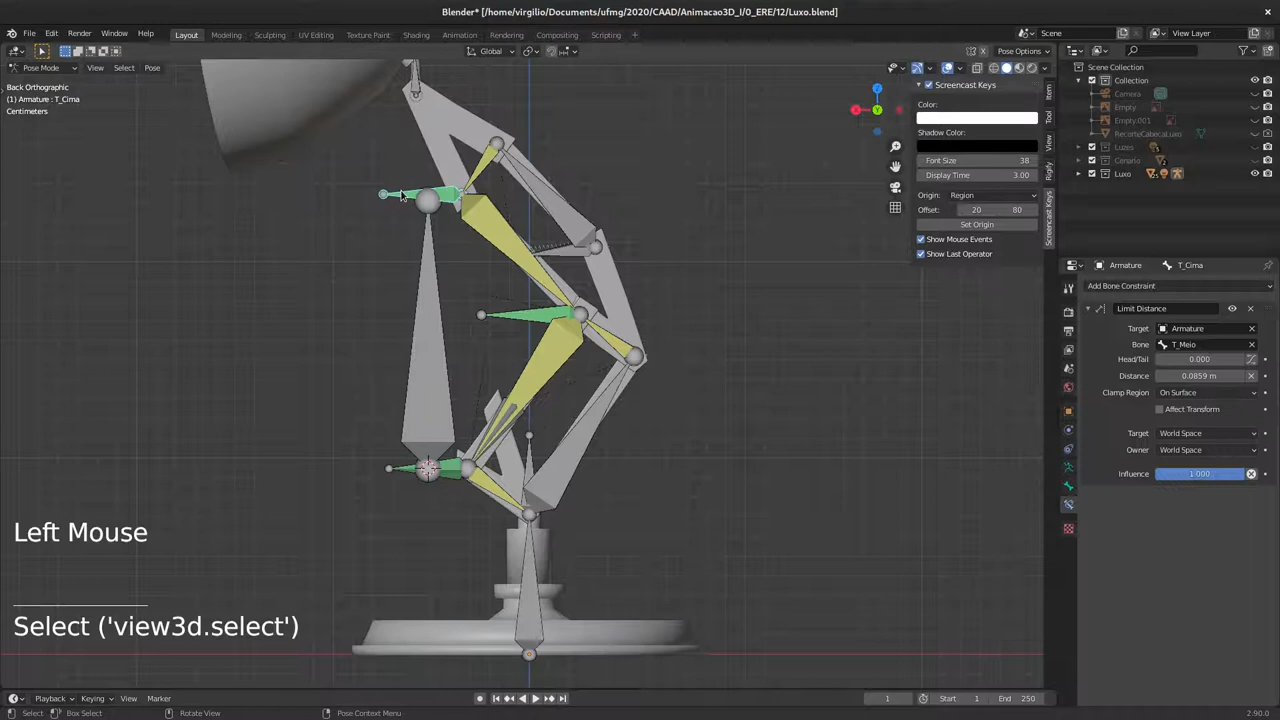 Blender* [/home/virgilio/Documents/ufmg/2020/CAAD/Animacao3D_I/0_ERE/12/Luxo.blend]
File Edit Render Window Help Layout Modeling Sculpting UV Editing Texture Paint Shading Animation Rendering Compositing Scripting + Scene View Layer
Global Pose Options
Pose Mode View Select Pose
Back Orthographic
(1) Armature : T_Cima
Centimeters
Screencast Keys
Color:
Shadow Color:
Font Size 38
Display Time 3.00
Origin: Region
Offset: 20 80
Set Origin
Show Mouse Events
Show Last Operator
Item
Tool
View
Rigify
Screencast Keys
Scene Collection
Collection
Camera
Empty
Empty.001
RecorteCabecaLuxo
Luzes
Cenario
Luxo
Armature T_Cima
Add Bone Constraint
Limit Distance
Target Armature
Bone T_Meio
Head/Tail 0.000
Distance 0.0859 m
Clamp Region On Surface
Affect Transform
Target World Space
Owner World Space
Influence 1.000
Left Mouse
Select ('view3d.select')
Playback Keying View Marker 1 Start 1 End 250
Select Box Select Rotate View Pose Context Menu 2.90.0